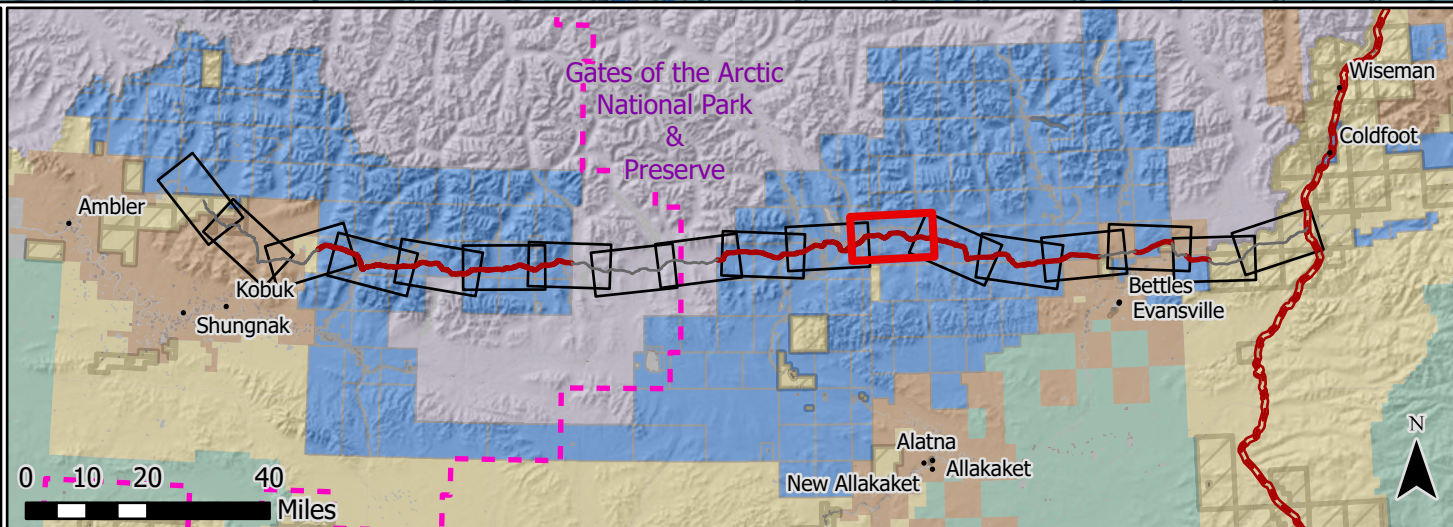 Gates of the Arctic
National Park
&
Preserve
Wiseman
Coldfoot
Ambler
Kobuk
Shungnak
Bettles
Evansville
Alatna
Allakaket
New Allakaket
N
0 10 20 40
Miles